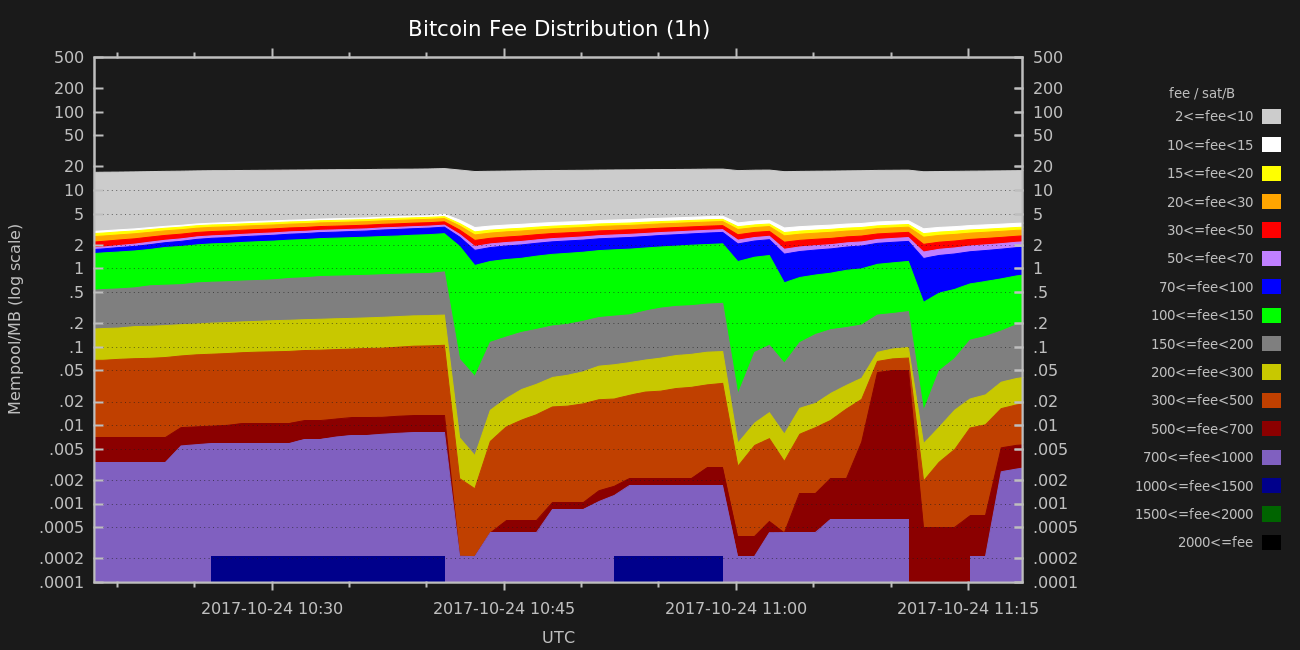 Bitcoin Fee Distribution (1h)
500
200
100
50
20
10
5
2
1
.5
.2
.1
.05
.02
.01
.005
.002
.001
.0005
.0002
.0001
Mempool/MB (log scale)
500
200
100
50
20
10
5
2
1
.5
.2
.1
.05
.02
.01
.005
.002
.001
.0005
.0002
.0001
2017-10-24 10:30 2017-10-24 10:45 2017-10-24 11:00 2017-10-24 11:15
UTC
fee / sat/B
2<=fee<10
10<=fee<15
15<=fee<20
20<=fee<30
30<=fee<50
50<=fee<70
70<=fee<100
100<=fee<150
150<=fee<200
200<=fee<300
300<=fee<500
500<=fee<700
700<=fee<1000
1000<=fee<1500
1500<=fee<2000
2000<=fee